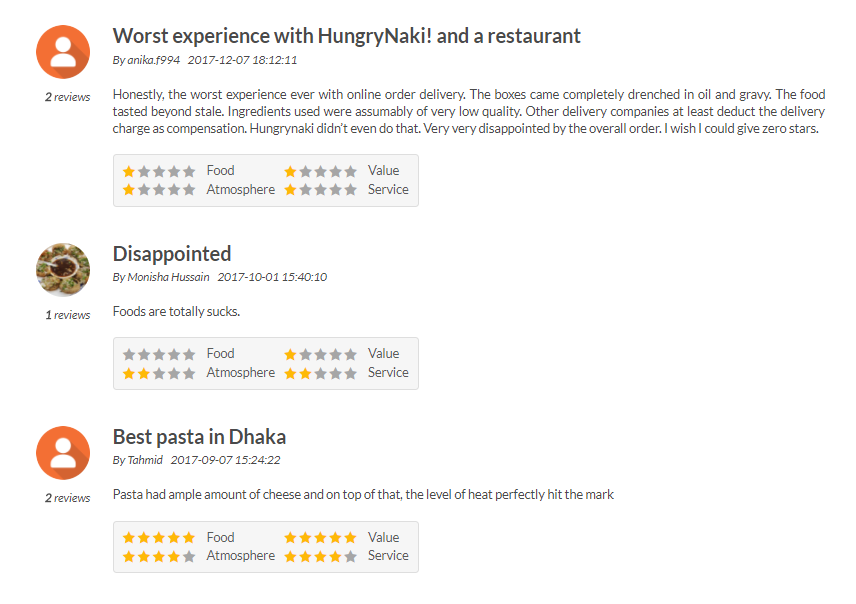 Worst experience with HungryNaki! and a restaurant
By anika.f994 2017-12-07 18:12:11
2 reviews
Honestly, the worst experience ever with online order delivery. The boxes came completely drenched in oil and gravy. The food
tasted beyond stale. Ingredients used were assumably of very low quality. Other delivery companies at least deduct the delivery
charge as compensation. Hungrynaki didn't even do that. Very very disappointed by the overall order. I wish I could give zero stars.
Food Value
Atmosphere Service
Disappointed
By Monisha Hussain 2017-10-01 15:40:10
1 reviews
Foods are totally sucks.
Food Value
Atmosphere Service
Best pasta in Dhaka
By Tahmid 2017-09-07 15:24:22
2 reviews
Pasta had ample amount of cheese and on top of that, the level of heat perfectly hit the mark
Food Value
Atmosphere Service